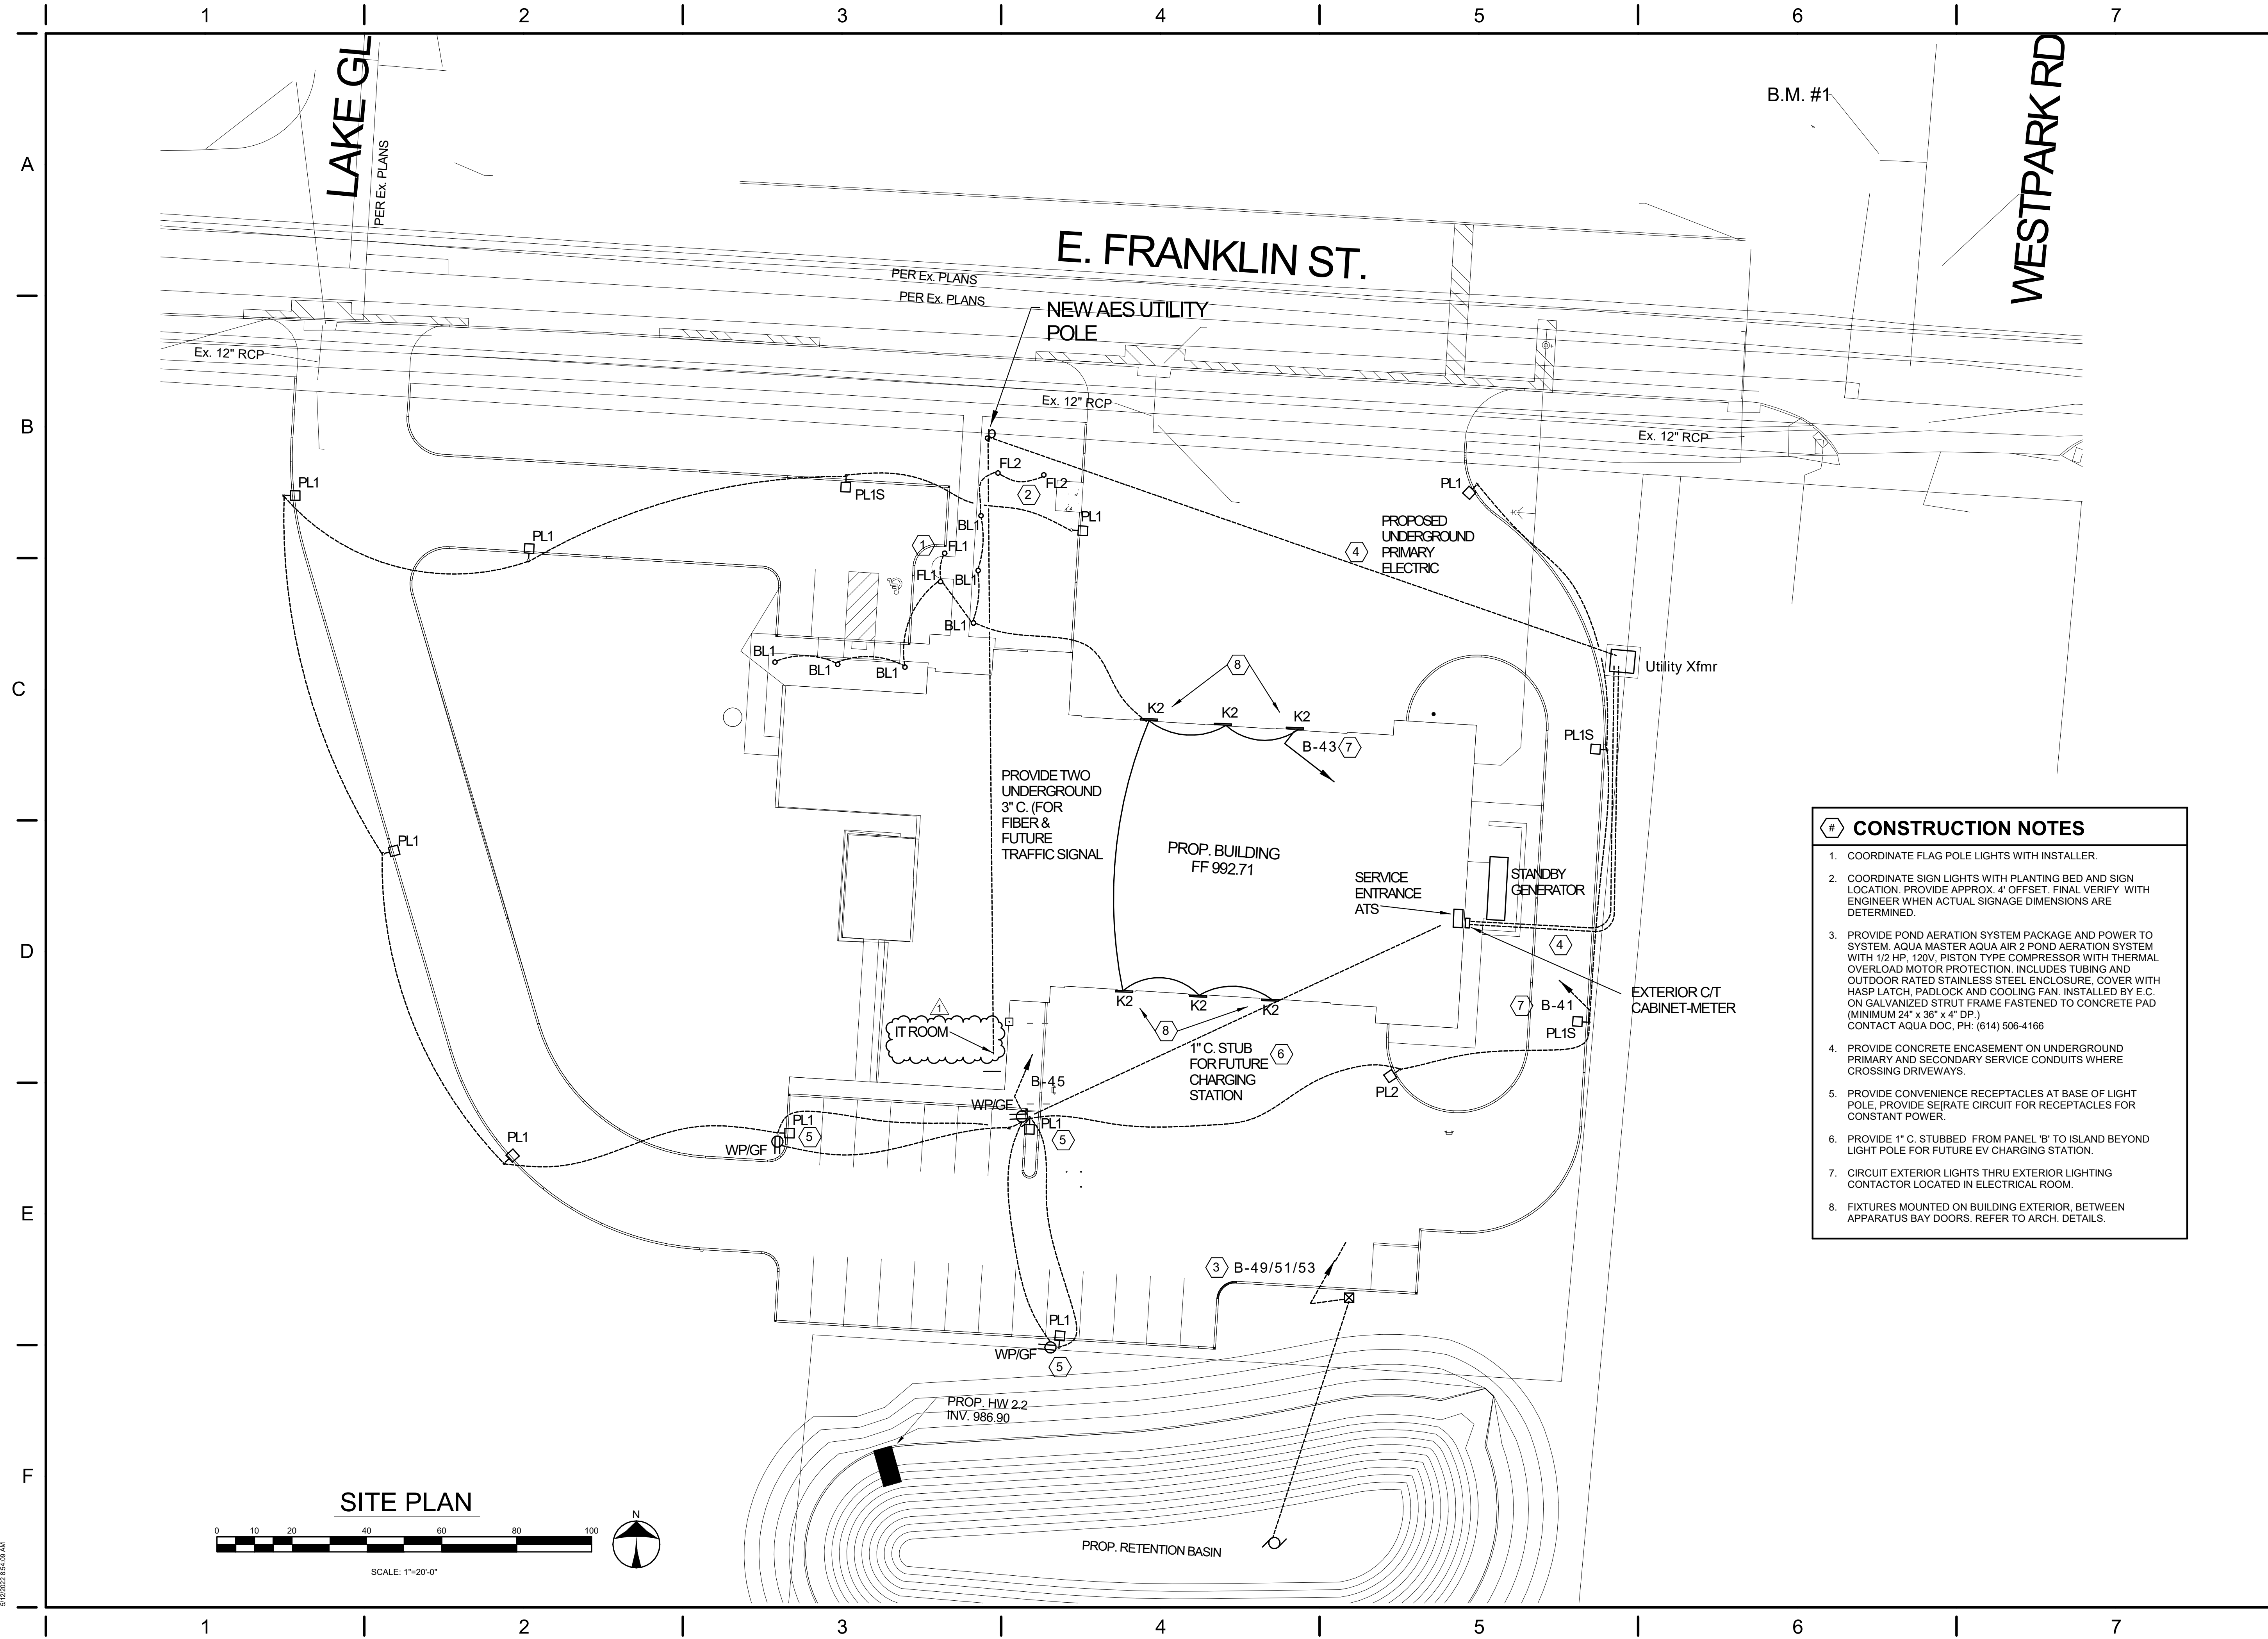 1 2 3 4 5 6 7
A
B
C
D
E
F
LAKE GL
PER Ex. PLANS
B.M. #1
WESTPARK RD
E. FRANKLIN ST.
PER Ex. PLANS
PER Ex. PLANS
NEW AES UTILITY
POLE
Ex. 12" RCP
Ex. 12" RCP
Ex. 12" RCP
p
PL1
PL1S
FL2
FL2
2
PL1
PL1
BL1
PL1
1
FL1
FL1
BL1
BL1
PROPOSED
UNDERGROUND
PRIMARY
ELECTRIC
4
BL1
BL1
BL1
8
Utility Xfmr
K2
K2
K2
B-43 7
PL1S
PROVIDE TWO
UNDERGROUND
3" C. (FOR
FIBER &
FUTURE
TRAFFIC SIGNAL
PL1
PROP. BUILDING
FF 992.71
SERVICE
ENTRANCE
ATS
STANDBY
GENERATOR
4
EXTERIOR C/T
CABINET-METER
K2
K2
K2
8
7 B-41
PL1S
1
IT ROOM
1" C. STUB
FOR FUTURE
CHARGING
STATION
6
B-45
PL2
WP/GF
PL1
5
PL1
5
WP/GF
PL1
3 B-49/51/53
PL1
WP/GF
5
PROP. HW 2.2
INV. 986.90
PROP. RETENTION BASIN
# CONSTRUCTION NOTES
1. COORDINATE FLAG POLE LIGHTS WITH INSTALLER.
2. COORDINATE SIGN LIGHTS WITH PLANTING BED AND SIGN
LOCATION. PROVIDE APPROX. 4' OFFSET. FINAL VERIFY WITH
ENGINEER WHEN ACTUAL SIGNAGE DIMENSIONS ARE
DETERMINED.
3. PROVIDE POND AERATION SYSTEM PACKAGE AND POWER TO
SYSTEM. AQUA MASTER AQUA AIR 2 POND AERATION SYSTEM
WITH 1/2 HP, 120V, PISTON TYPE COMPRESSOR WITH THERMAL
OVERLOAD MOTOR PROTECTION. INCLUDES TUBING AND
OUTDOOR RATED STAINLESS STEEL ENCLOSURE, COVER WITH
HASP LATCH, PADLOCK AND COOLING FAN. INSTALLED BY E.C.
ON GALVANIZED STRUT FRAME FASTENED TO CONCRETE PAD
(MINIMUM 24" x 36" x 4" DP.)
CONTACT AQUA DOC, PH: (614) 506-4166
4. PROVIDE CONCRETE ENCASEMENT ON UNDERGROUND
PRIMARY AND SECONDARY SERVICE CONDUITS WHERE
CROSSING DRIVEWAYS.
5. PROVIDE CONVENIENCE RECEPTACLES AT BASE OF LIGHT
POLE, PROVIDE SE[RATE CIRCUIT FOR RECEPTACLES FOR
CONSTANT POWER.
6. PROVIDE 1" C. STUBBED FROM PANEL 'B' TO ISLAND BEYOND
LIGHT POLE FOR FUTURE EV CHARGING STATION.
7. CIRCUIT EXTERIOR LIGHTS THRU EXTERIOR LIGHTING
CONTACTOR LOCATED IN ELECTRICAL ROOM.
8. FIXTURES MOUNTED ON BUILDING EXTERIOR, BETWEEN
APPARATUS BAY DOORS. REFER TO ARCH. DETAILS.
SITE PLAN
0 10 20 40 60 80 100
SCALE: 1"=20'-0"
N
5/12/2022 8:54:09 AM
1 2 3 4 5 6 7